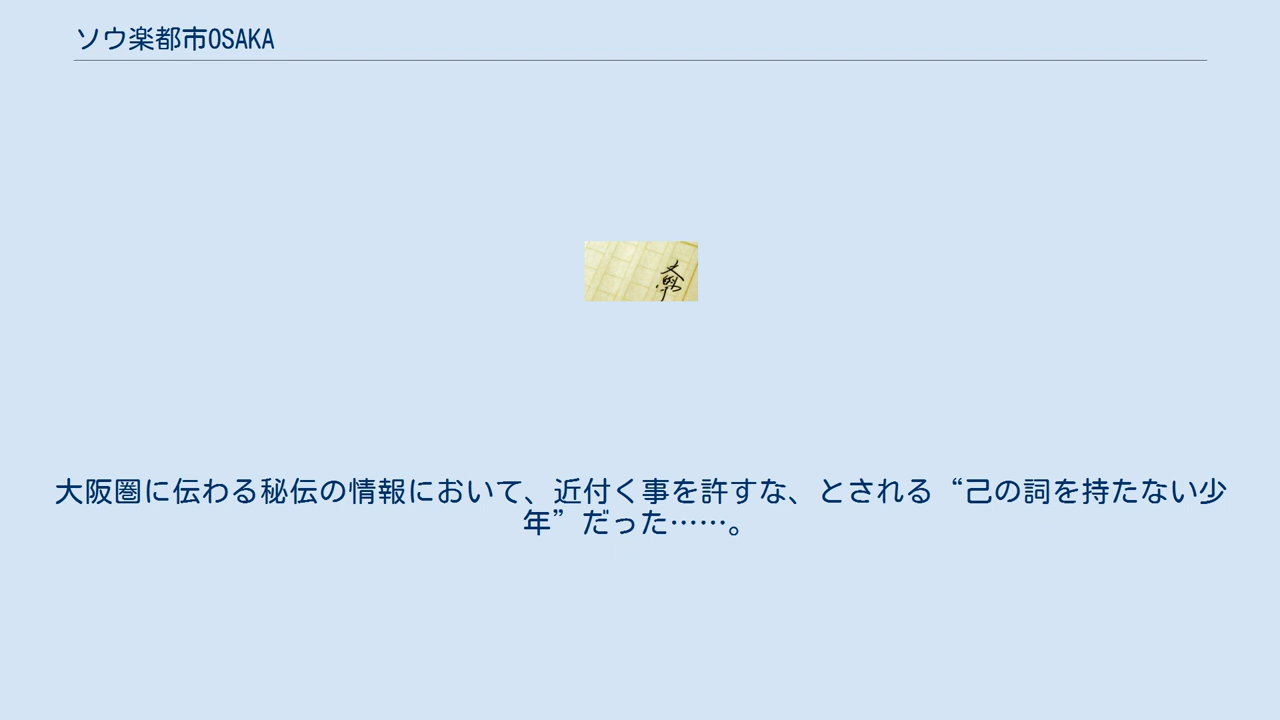 ソウ楽都市OSAKA
大阪圏に伝わる秘伝の情報において、近付く事を許すな、とされる“己の詞を持たない少
年”だった……。